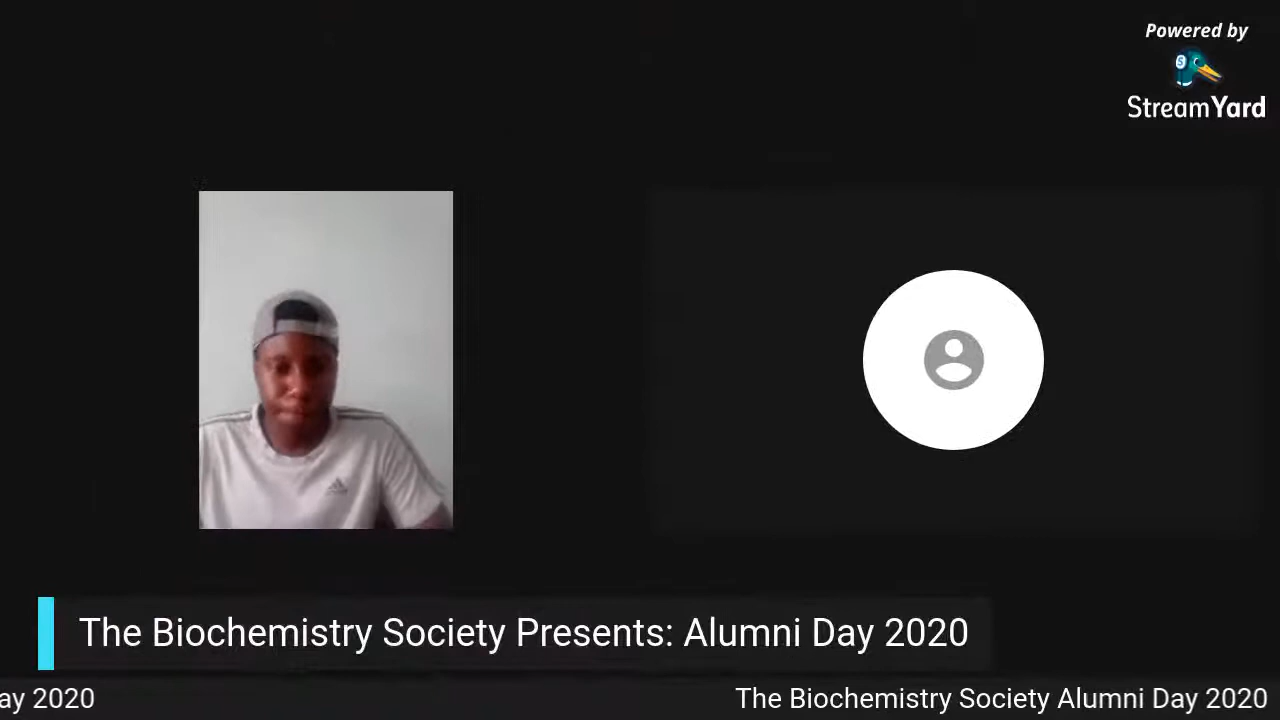 Powered by
StreamYard
The Biochemistry Society Presents: Alumni Day 2020
ay 2020
The Biochemistry Society Alumni Day 2020